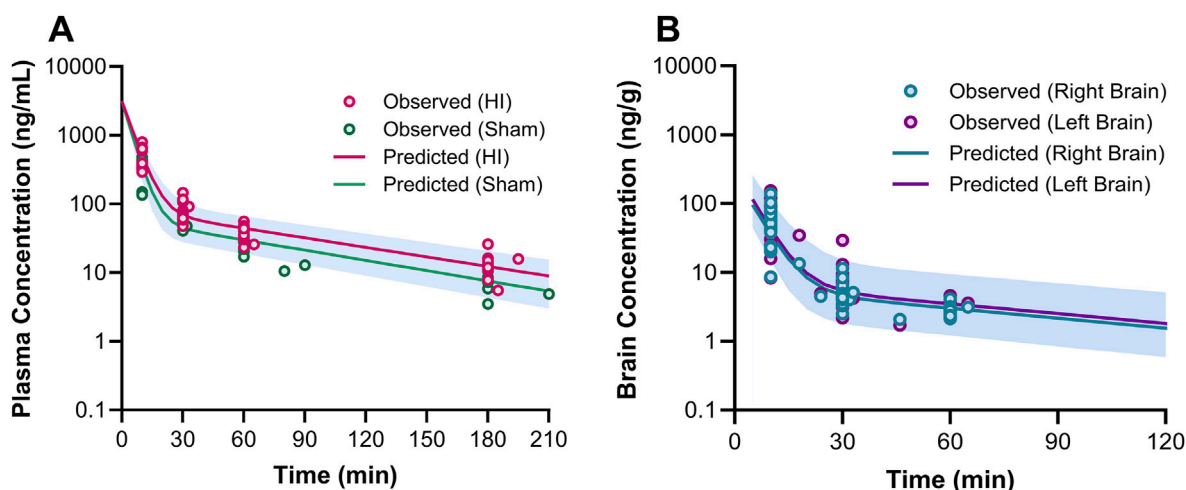 A
Plasma Concentration (ng/mL)
10000
1000
100
10
1
0.1
Observed (HI)
Observed (Sham)
Predicted (HI)
Predicted (Sham)
0 30 60 90 120 150 180 210
Time (min)
B
Brain Concentration (ng/g)
10000
1000
100
10
1
0.1
Observed (Right Brain)
Observed (Left Brain)
Predicted (Right Brain)
Predicted (Left Brain)
0 30 60 90 120
Time (min)